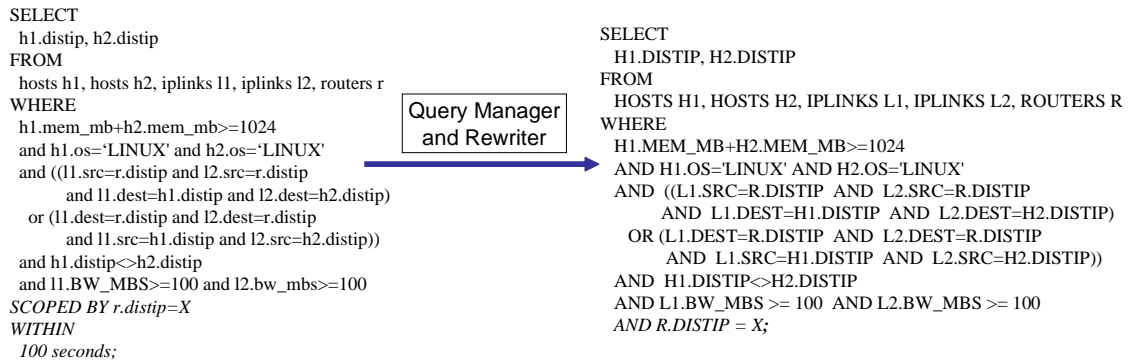 SELECT
h1.distip, h2.distip
FROM
hosts h1, hosts h2, iplinks l1, iplinks l2, routers r
WHERE
h1.mem_mb+h2.mem_mb>=1024
and h1.os=‘LINUX' and h2.os=‘LINUX'
and ((l1.src=r.distip and l2.src=r.distip
and l1.dest=h1.distip and l2.dest=h2.distip)
or (l1.dest=r.distip and l2.dest=r.distip
and l1.src=h1.distip and l2.src=h2.distip))
and h1.distip<>h2.distip
and l1.BW_MBS>=100 and l2.bw_mbs>=100
SCOPED BY r.distip=X
WITHIN
100 seconds;
Query Manager
and Rewriter
SELECT
H1.DISTIP, H2.DISTIP
FROM
HOSTS H1, HOSTS H2, IPLINKS L1, IPLINKS L2, ROUTERS R
WHERE
H1.MEM_MB+H2.MEM_MB>=1024
AND H1.OS='LINUX' AND H2.OS='LINUX'
AND ((L1.SRC=R.DISTIP AND L2.SRC=R.DISTIP
AND L1.DEST=H1.DISTIP AND L2.DEST=H2.DISTIP)
OR (L1.DEST=R.DISTIP AND L2.DEST=R.DISTIP
AND L1.SRC=H1.DISTIP AND L2.SRC=H2.DISTIP))
AND H1.DISTIP<>H2.DISTIP
AND L1.BW_MBS >= 100 AND L2.BW_MBS >= 100
AND R.DISTIP = X;